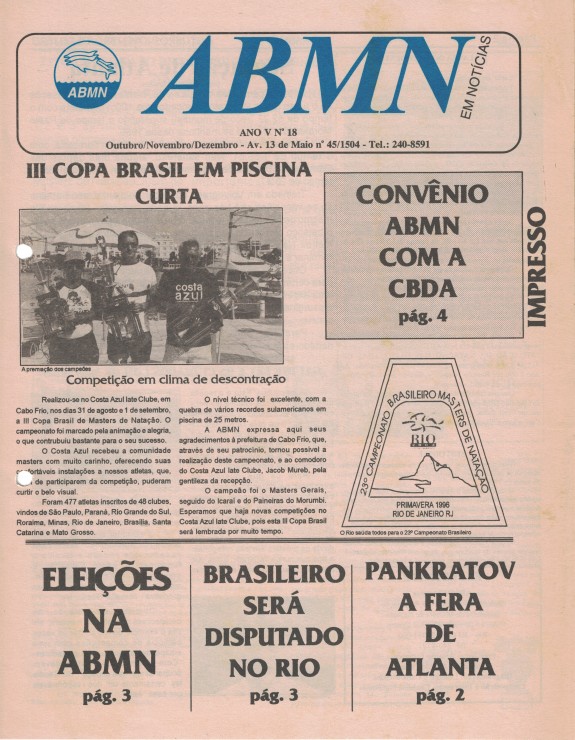 ABMN
ABMN
EM NOTÍCIAS
ANO V Nº 18
Outubro/Novembro/Dezembro - Av. 13 de Maio nº 45/1504 - Tel.: 240-8591
III COPA BRASIL EM PISCINA
CURTA
costa
azul
A premação dos campeões
Competição em clima de descontração
Realizou-se no Costa Azul Iate Clube, em
Cabo Frio, nos dias 31 de agosto e 1 de setembro,
a III Copa Brasil de Masters de Natação. O
campeonato foi marcado pela animação e alegria,
o que contribuiu bastante para o seu sucesso.
O Costa Azul recebeu a comunidade
masters com muito carinho, oferecendo suas
fortáveis instalações a nossos atletas, que,
de participarem da competição, puderam
curtir o belo visual.
Foram 477 atletas inscritos de 48 clubes,
vindos de São Paulo, Paraná, Rio Grande do Sul,
Roraima, Minas, Rio de Janeiro, Brasília, Santa
Catarina e Mato Grosso.
O nível técnico foi excelente, com a
quebra de vários recordes sulamericanos em
piscina de 25 metros.
A ABMN expressa aqui seus
agradecimentos à prefeitura de Cabo Frio, que,
através de seu patrocínio, tornou possível a
realização deste campeonato, e ao comodoro
do Costa Azul Iate Clube, Jacob Mureb, pela
gentileza da recepção.
O campeão foi o Masters Gerais,
seguido do Icaraí e do Paineiras do Morumbi.
Esperamos que haja novas competições no
Costa Azul Iate Clube, pois esta III Copa Brasil
será lembrada por muito tempo.
CONVÊNIO
ABMN
COM A
CBDA
pág. 4
IMPRESSO
23º CAMPEONATO BRASILEIRO MASTERS DE NATAÇÃO
RIO
PRIMAVERA 1996
RIO DE JANEIRO RJ
O Rio saúda todos para o 23º Campeonato Brasileiro
ELEIÇÕES
NA
ABMN
pág. 3
BRASILEIRO
SERÁ
DISPUTADO
NO RIO
pág. 3
PANKRATOV
A FERA
DE
ATLANTA
pág. 2